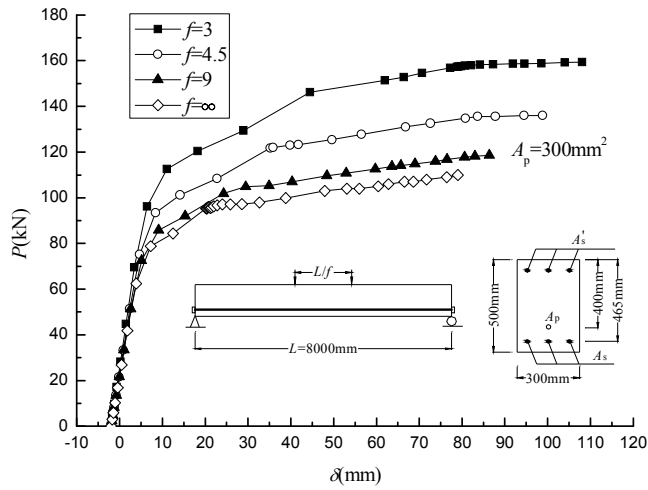 180
160
140
120
100
80
60
40
20
0
P(kN)
f=3
f=4.5
f=9
f=∞
Ap=300mm²
L/f
L=8000mm
As'
Ap
As
500mm
400mm
465mm
300mm
-10 0 10 20 30 40 50 60 70 80 90 100 110 120
δ(mm)